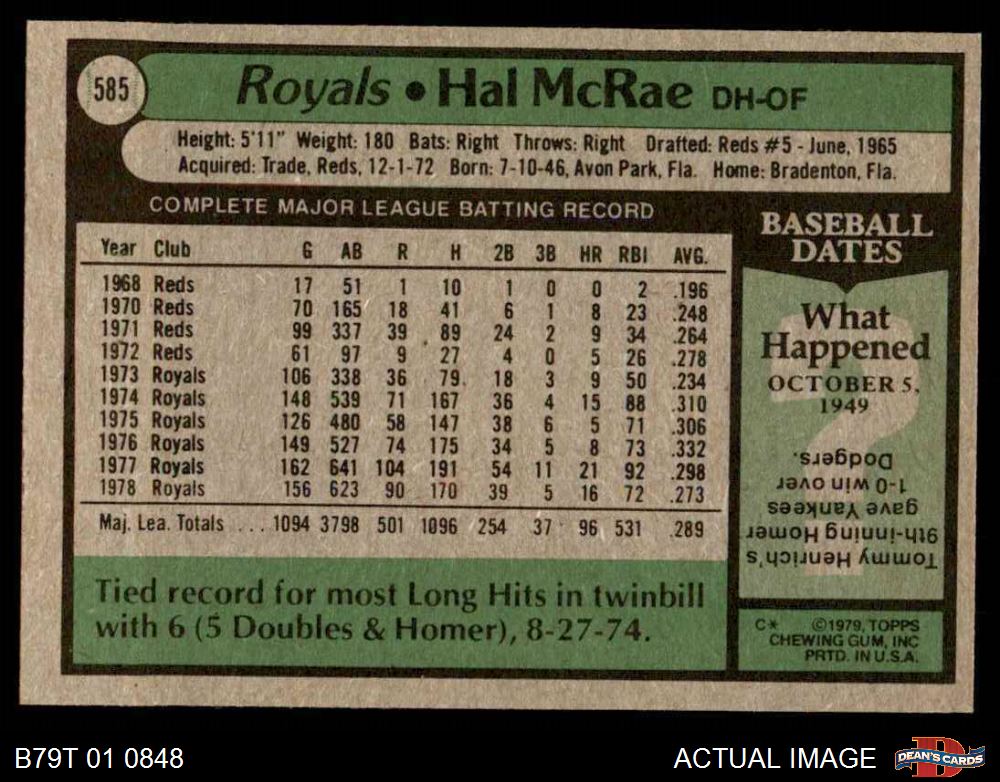 585
Royals • Hal McRae DH-OF
Height: 5'11" Weight: 180 Bats: Right Throws: Right Drafted: Reds #5 - June, 1965
Acquired: Trade, Reds, 12-1-72 Born: 7-10-46, Avon Park, Fla. Home: Bradenton, Fla.
COMPLETE MAJOR LEAGUE BATTING RECORD
Year Club G AB R H 2B 3B HR RBI AVG.
1968 Reds 17 51 1 10 1 0 0 2 .196
1970 Reds 70 165 18 41 6 1 8 23 .248
1971 Reds 99 337 39 89 24 2 9 34 .264
1972 Reds 61 97 9 27 4 0 5 26 .278
1973 Royals 106 338 36 79 18 3 9 50 .234
1974 Royals 148 539 71 167 36 4 15 88 .310
1975 Royals 126 480 58 147 38 6 5 71 .306
1976 Royals 149 527 74 175 34 5 8 73 .332
1977 Royals 162 641 104 191 54 11 21 92 .298
1978 Royals 156 623 90 170 39 5 16 72 .273
Maj. Lea. Totals ... 1094 3798 501 1096 254 37 96 531 .289
Tied record for most Long Hits in twinbill
with 6 (5 Doubles & Homer), 8-27-74.
BASEBALL
DATES
What
Happened
OCTOBER 5,
1949
Tommy Henrich's
9th-inning Homer
gave Yankees
1-0 win over
Dodgers.
C* ©1979, TOPPS
CHEWING GUM, INC
PRTD. IN U.S.A.
B79T 01 0848
ACTUAL IMAGE
DEAN'S CARDS